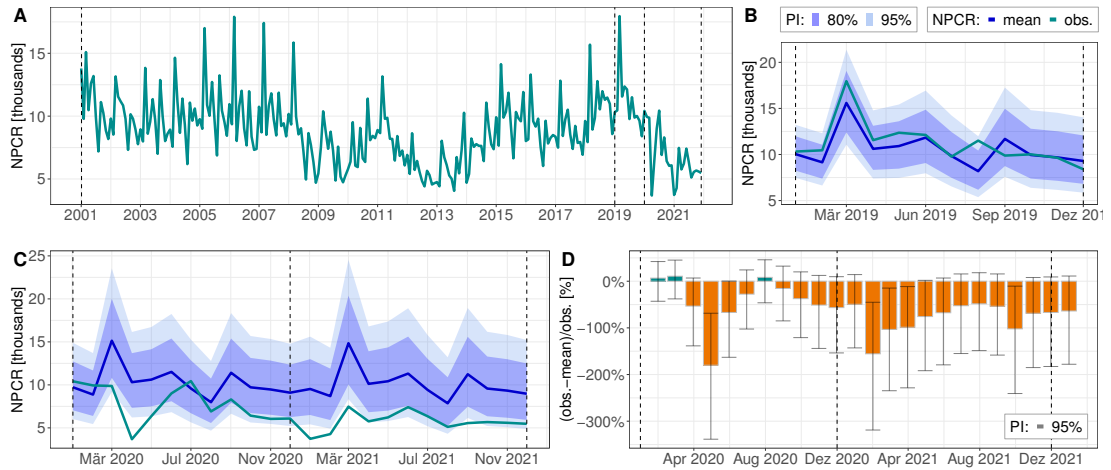 A
NPCR [thousands]
15
10
5
2001 2003 2005 2007 2009 2011 2013 2015 2017 2019 2021
PI: 80% 95%
NPCR: mean obs.
B
NPCR [thousands]
20
15
10
5
Mär 2019 Jun 2019 Sep 2019 Dez 201
C
NPCR [thousands]
25
20
15
10
5
Mär 2020 Jul 2020 Nov 2020 Mär 2021 Jul 2021 Nov 2021
D
(obs.-mean)/obs. [%]
0%
−100%
−200%
−300%
PI: 95%
Apr 2020 Aug 2020 Dez 2020 Apr 2021 Aug 2021 Dez 2021